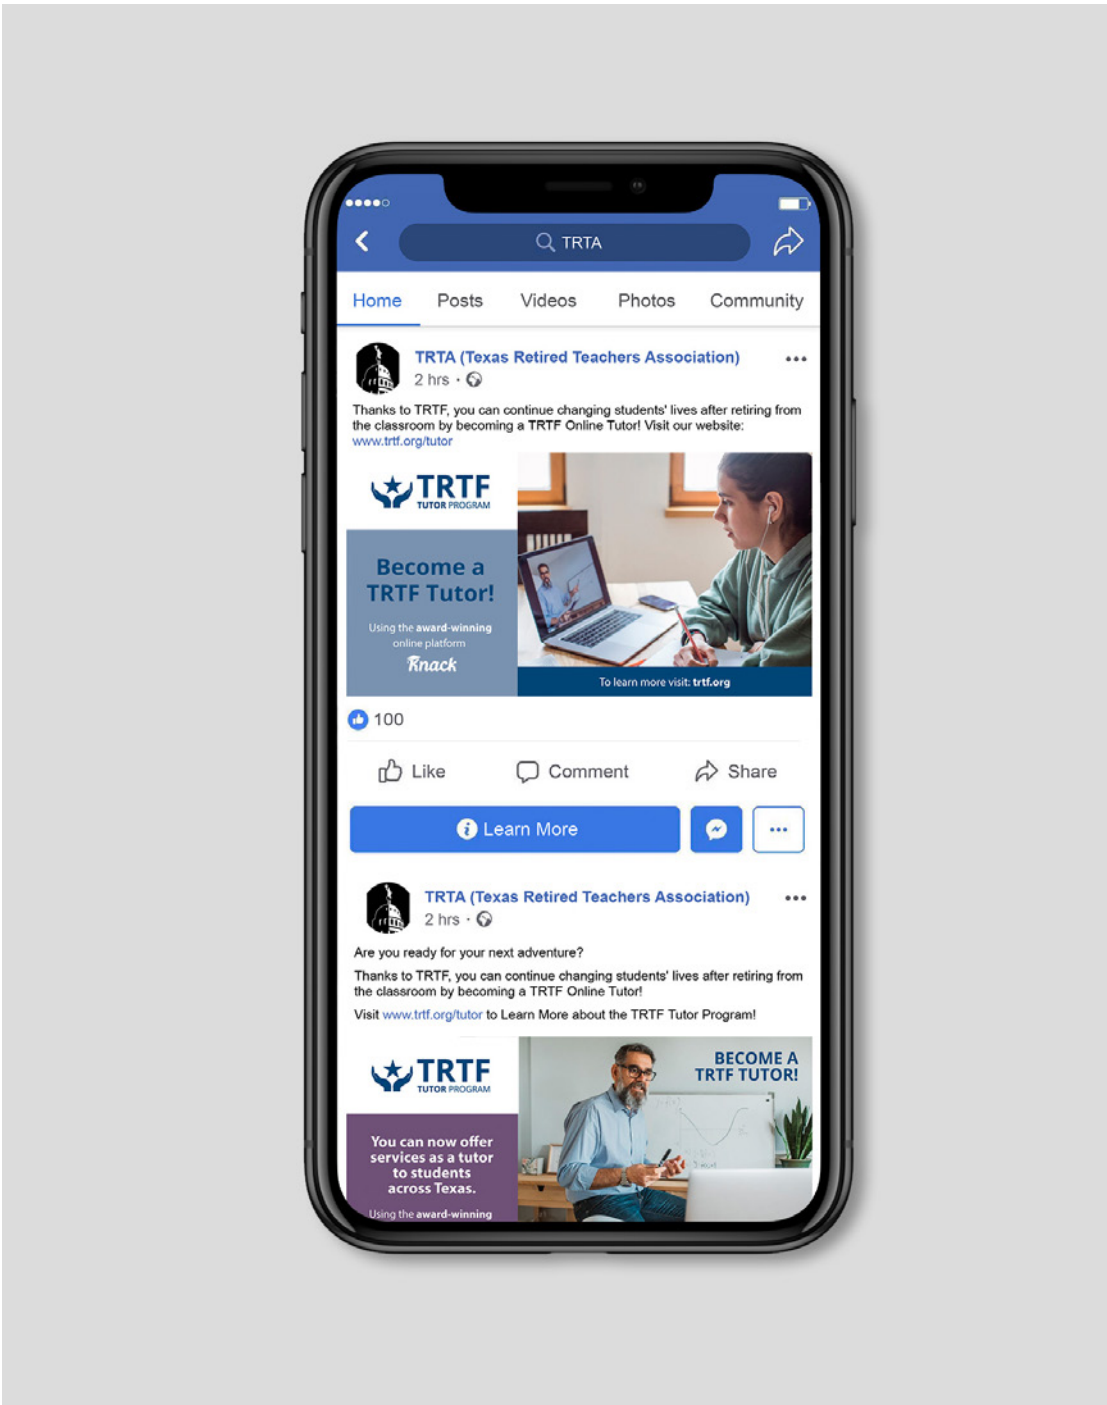 TRTA
Home Posts Videos Photos Community
TRTA (Texas Retired Teachers Association)
2 hrs ·
Thanks to TRTF, you can continue changing students' lives after retiring from
the classroom by becoming a TRTF Online Tutor! Visit our website:
www.trtf.org/tutor
TRTF
TUTOR PROGRAM
Become a
TRTF Tutor!
Using the award-winning
online platform
Knack
To learn more visit: trtf.org
100
Like Comment Share
Learn More
TRTA (Texas Retired Teachers Association)
2 hrs ·
Are you ready for your next adventure?
Thanks to TRTF, you can continue changing students' lives after retiring from
the classroom by becoming a TRTF Online Tutor!
Visit www.trtf.org/tutor to Learn More about the TRTF Tutor Program!
TRTF
TUTOR PROGRAM
You can now offer
services as a tutor
to students
across Texas.
Using the award-winning
BECOME A
TRTF TUTOR!